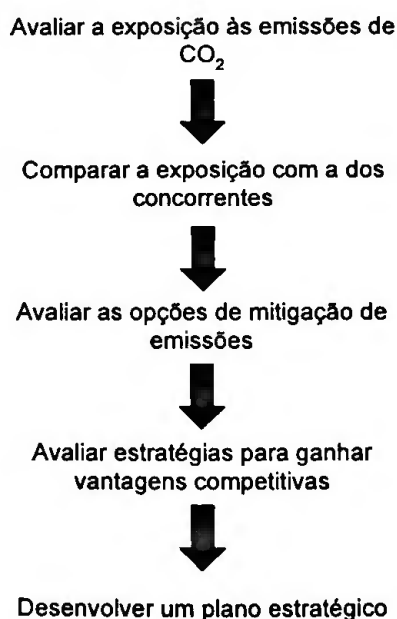 Avaliar a exposição às emissões de
CO₂
Comparar a exposição com a dos
concorrentes
Avaliar as opções de mitigação de
emissões
Avaliar estratégias para ganhar
vantagens competitivas
Desenvolver um plano estratégico